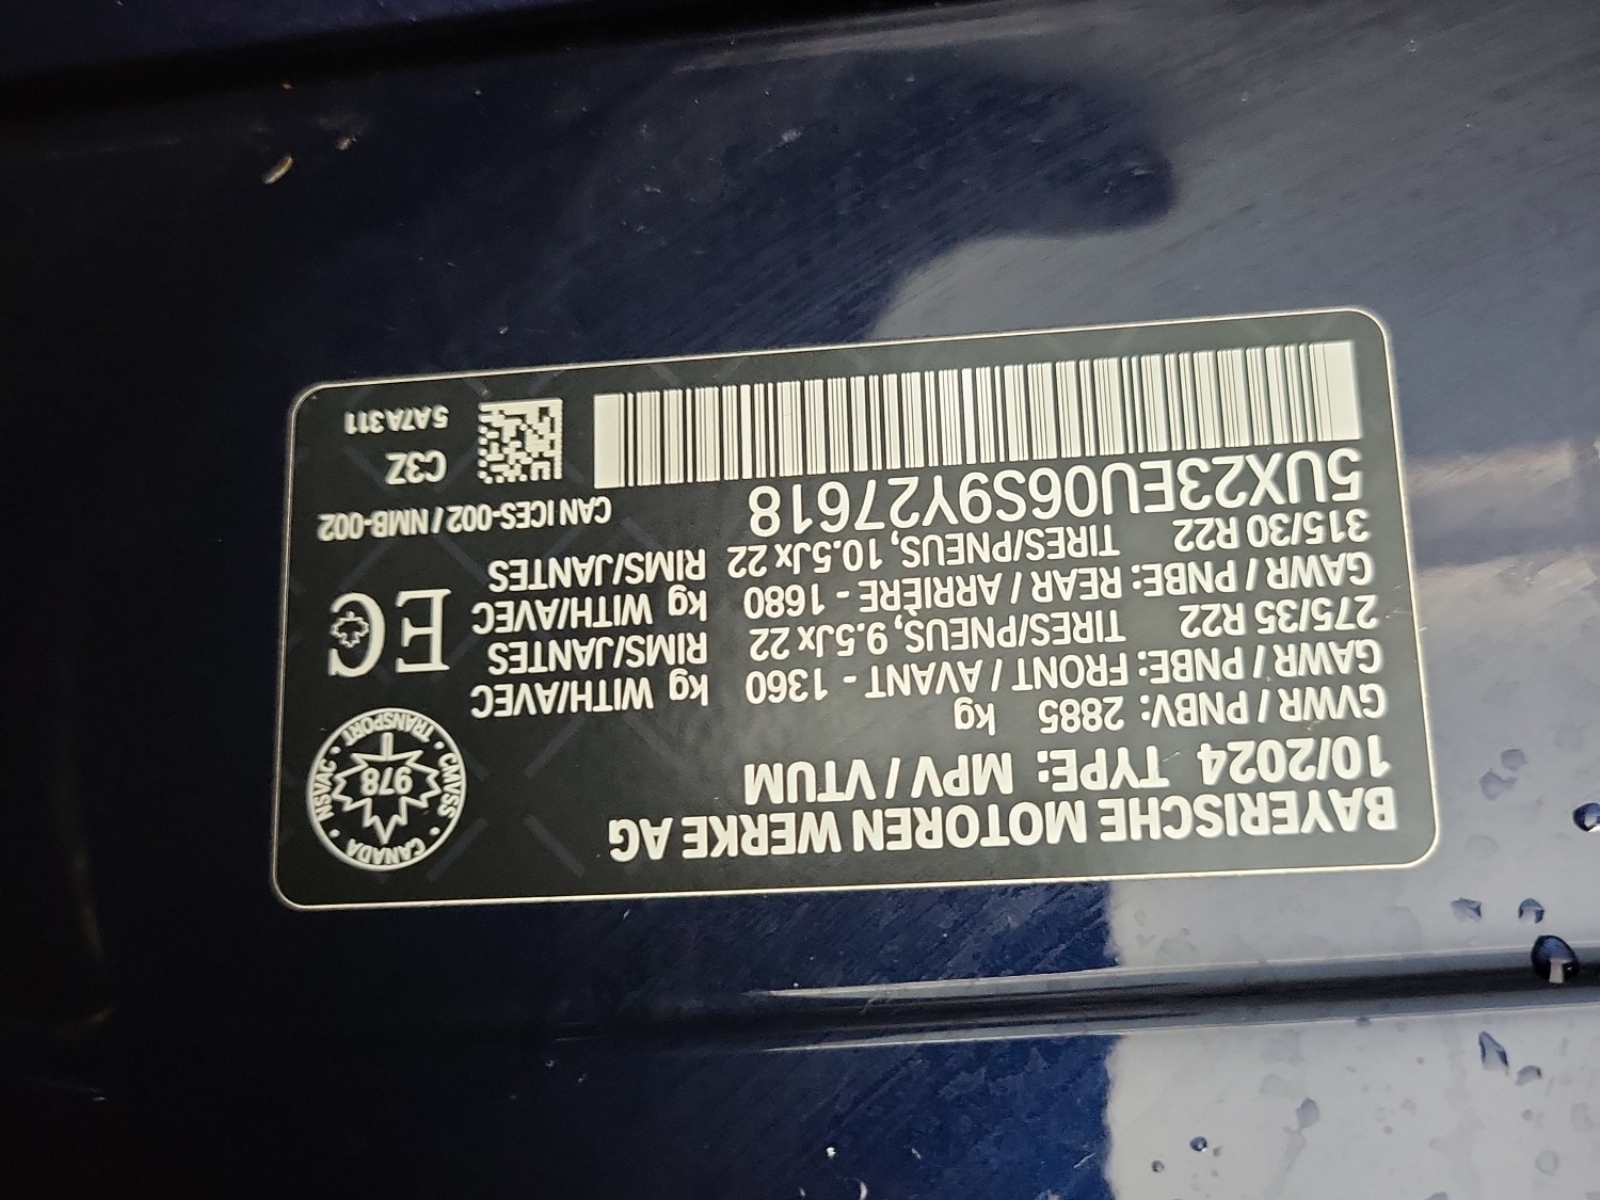 BAYERISCHE MOTOREN WERKE AG
10/2024 TYPE: MPV / VTUM
GVWR / PNBV: 2885 kg
GAWR / PNBE: FRONT / AVANT - 1360 kg WITH/AVEC
275/35 R22 TIRES/PNEUS, 9.5Jx 22 RIMS/JANTES
GAWR / PNBE: REAR / ARRIÈRE - 1680 kg WITH/AVEC
315/30 R22 TIRES/PNEUS, 10.5Jx 22 RIMS/JANTES
5UX23EU06S9Y27618
CANADA
NSVAC • CMVSS
978
TRANSPORT
EC
CAN ICES-002 / NMB-002
C3Z
5A7A311